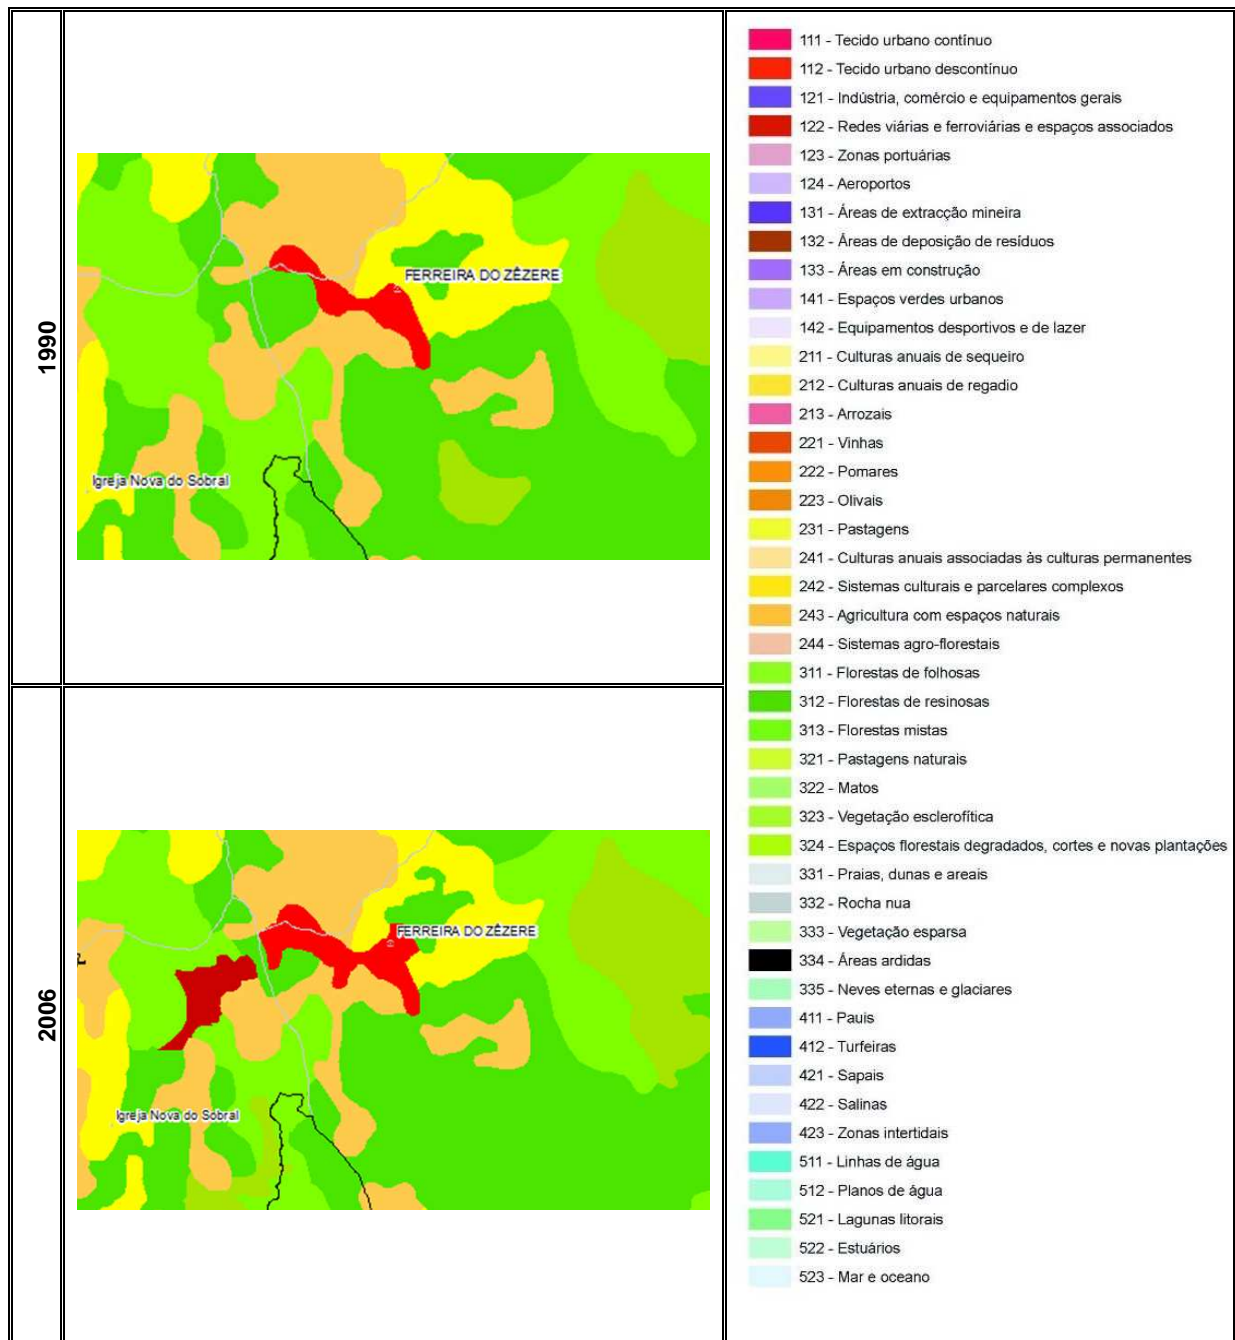 1990
FERREIRA DO ZÊZERE
Igreja Nova do Sobral
2006
FERREIRA DO ZÊZERE
Igreja Nova do Sobral
111 - Tecido urbano contínuo
112 - Tecido urbano descontínuo
121 - Indústria, comércio e equipamentos gerais
122 - Redes viárias e ferroviárias e espaços associados
123 - Zonas portuárias
124 - Aeroportos
131 - Áreas de extracção mineira
132 - Áreas de deposição de resíduos
133 - Áreas em construção
141 - Espaços verdes urbanos
142 - Equipamentos desportivos e de lazer
211 - Culturas anuais de sequeiro
212 - Culturas anuais de regadio
213 - Arrozais
221 - Vinhas
222 - Pomares
223 - Olivais
231 - Pastagens
241 - Culturas anuais associadas às culturas permanentes
242 - Sistemas culturais e parcelares complexos
243 - Agricultura com espaços naturais
244 - Sistemas agro-florestais
311 - Florestas de folhosas
312 - Florestas de resinosas
313 - Florestas mistas
321 - Pastagens naturais
322 - Matos
323 - Vegetação esclerofítica
324 - Espaços florestais degradados, cortes e novas plantações
331 - Praias, dunas e areais
332 - Rocha nua
333 - Vegetação esparsa
334 - Áreas ardidas
335 - Neves eternas e glaciares
411 - Pauis
412 - Turfeiras
421 - Sapais
422 - Salinas
423 - Zonas intertidais
511 - Linhas de água
512 - Planos de água
521 - Lagunas litorais
522 - Estuários
523 - Mar e oceano